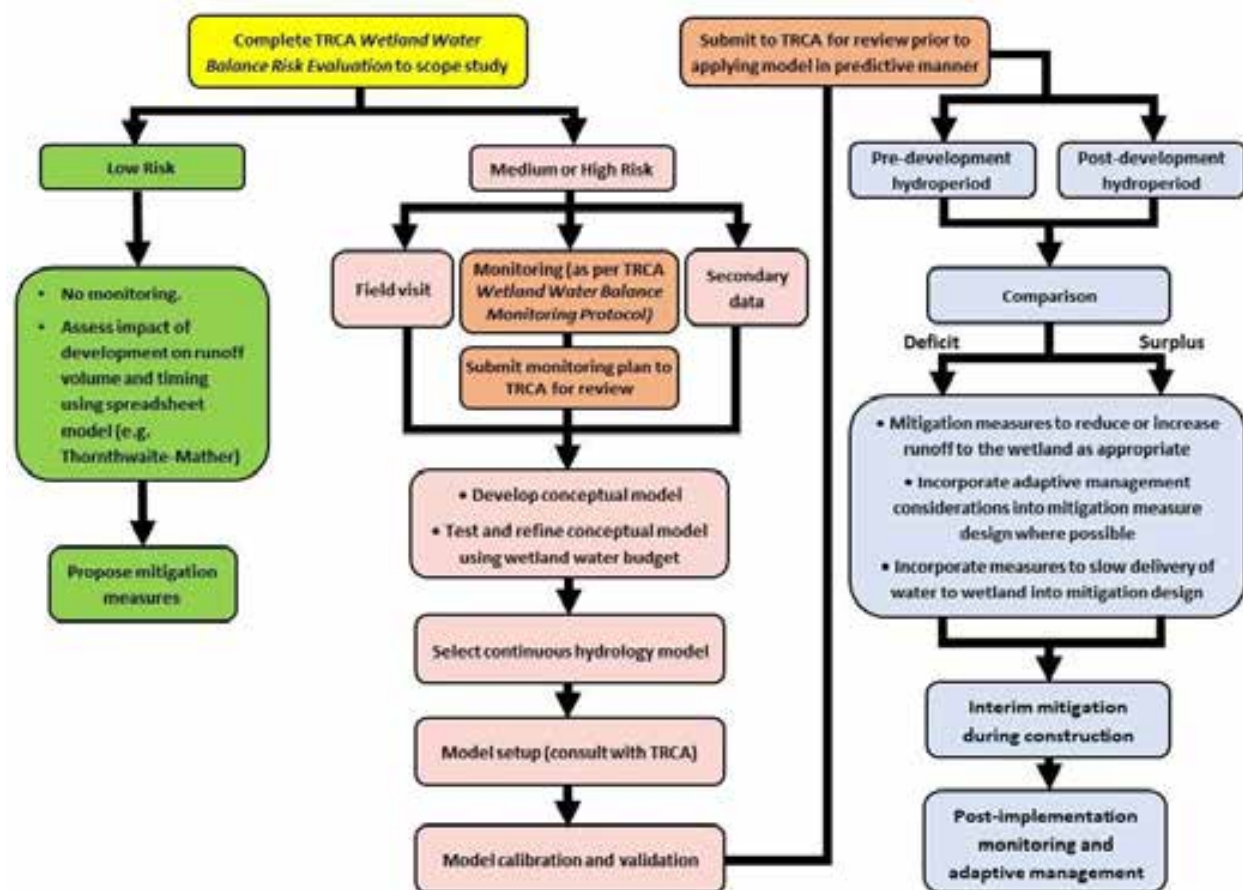 Complete TRCA Wetland Water
Balance Risk Evaluation to scope study
Low Risk
• No monitoring.
• Assess impact of
development on runoff
volume and timing
using spreadsheet
model (e.g.
Thornthwaite-Mather)
Propose mitigation
measures
Medium or High Risk
Field visit
Monitoring (as per TRCA
Wetland Water Balance
Monitoring Protocol)
Submit monitoring plan to
TRCA for review
Secondary
data
• Develop conceptual model
• Test and refine conceptual model
using wetland water budget
Select continuous hydrology model
Model setup (consult with TRCA)
Model calibration and validation
Submit to TRCA for review prior to
applying model in predictive manner
Pre-development
hydroperiod
Post-development
hydroperiod
Comparison
Deficit
Surplus
• Mitigation measures to reduce or increase
runoff to the wetland as appropriate
• Incorporate adaptive management
considerations into mitigation measure
design where possible
• Incorporate measures to slow delivery of
water to wetland into mitigation design
Interim mitigation
during construction
Post-implementation
monitoring and
adaptive management